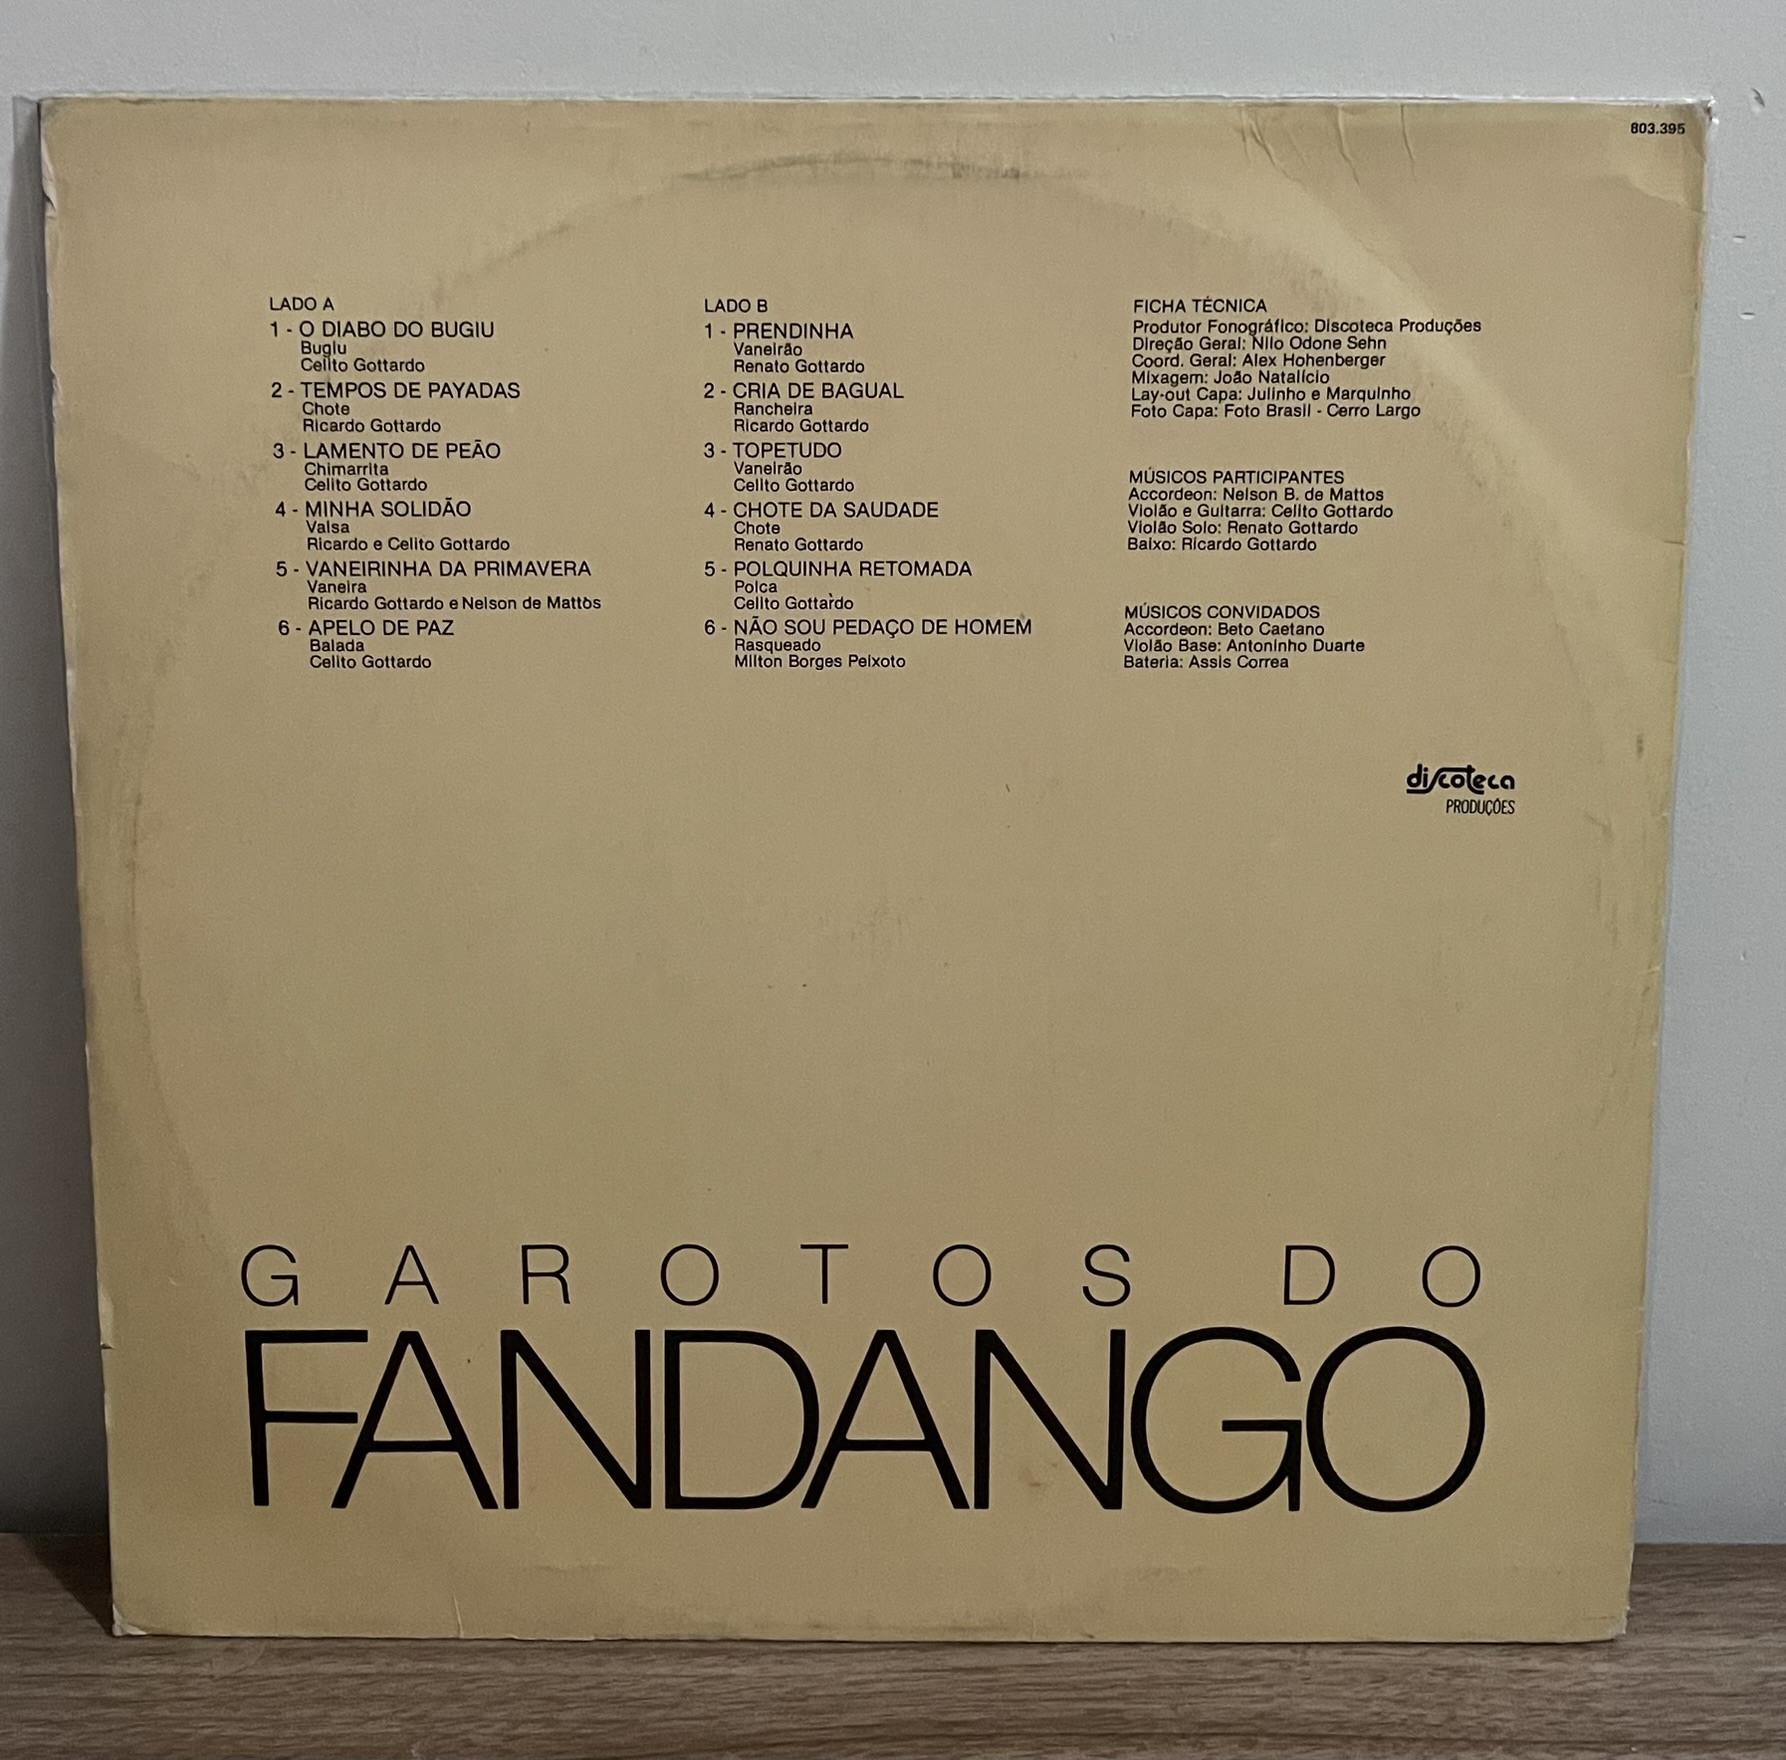 803.395
LADO A
1 - O DIABO DO BUGIU
Bugiu
Celito Gottardo
2 - TEMPOS DE PAYADAS
Chote
Ricardo Gottardo
3 - LAMENTO DE PEÃO
Chimarrita
Celito Gottardo
4 - MINHA SOLIDÃO
Valsa
Ricardo e Celito Gottardo
5 - VANEIRINHA DA PRIMAVERA
Vaneira
Ricardo Gottardo e Nelson de Mattos
6 - APELO DE PAZ
Balada
Celito Gottardo
LADO B
1 - PRENDINHA
Vaneirão
Renato Gottardo
2 - CRIA DE BAGUAL
Rancheira
Ricardo Gottardo
3 - TOPETUDO
Vaneirão
Celito Gottardo
4 - CHOTE DA SAUDADE
Chote
Renato Gottardo
5 - POLQUINHA RETOMADA
Polca
Celito Gottardo
6 - NÃO SOU PEDAÇO DE HOMEM
Rasqueado
Milton Borges Peixoto
FICHA TÉCNICA
Produtor Fonográfico: Discoteca Produções
Direção Geral: Nilo Odone Sehn
Coord. Geral: Alex Hohenberger
Mixagem: João Natalício
Lay-out Capa: Julinho e Marquinho
Foto Capa: Foto Brasil - Cerro Largo
MÚSICOS PARTICIPANTES
Accordeon: Nelson B. de Mattos
Violão e Guitarra: Celito Gottardo
Violão Solo: Renato Gottardo
Baixo: Ricardo Gottardo
MÚSICOS CONVIDADOS
Accordeon: Beto Caetano
Violão Base: Antoninho Duarte
Bateria: Assis Correa
discoteca
PRODUÇÕES
GAROTOS DO
FANDANGO